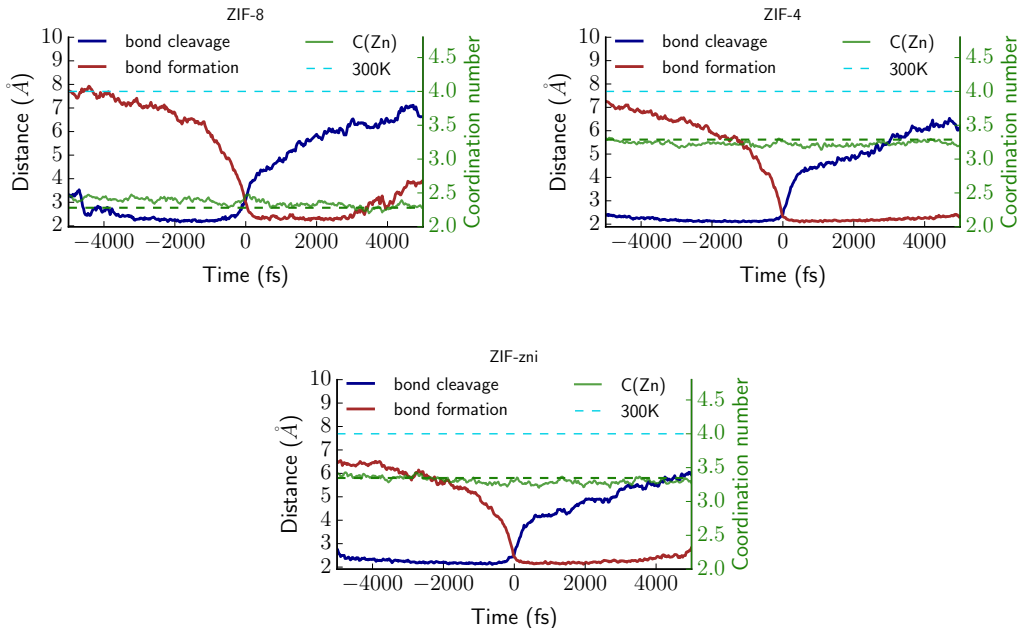 ZIF-8
10
9
8
7
6
5
4
3
2
Distance (Å)
bond cleavage
bond formation
C(Zn)
300K
4.5
4.0
3.5
3.0
2.5
2.0
Coordination number
−4000 −2000 0 2000 4000
Time (fs)
ZIF-4
10
9
8
7
6
5
4
3
2
Distance (Å)
bond cleavage
bond formation
C(Zn)
300K
4.5
4.0
3.5
3.0
2.5
2.0
Coordination number
−4000 −2000 0 2000 4000
Time (fs)
ZIF-zni
10
9
8
7
6
5
4
3
2
Distance (Å)
bond cleavage
bond formation
C(Zn)
300K
4.5
4.0
3.5
3.0
2.5
2.0
Coordination number
−4000 −2000 0 2000 4000
Time (fs)